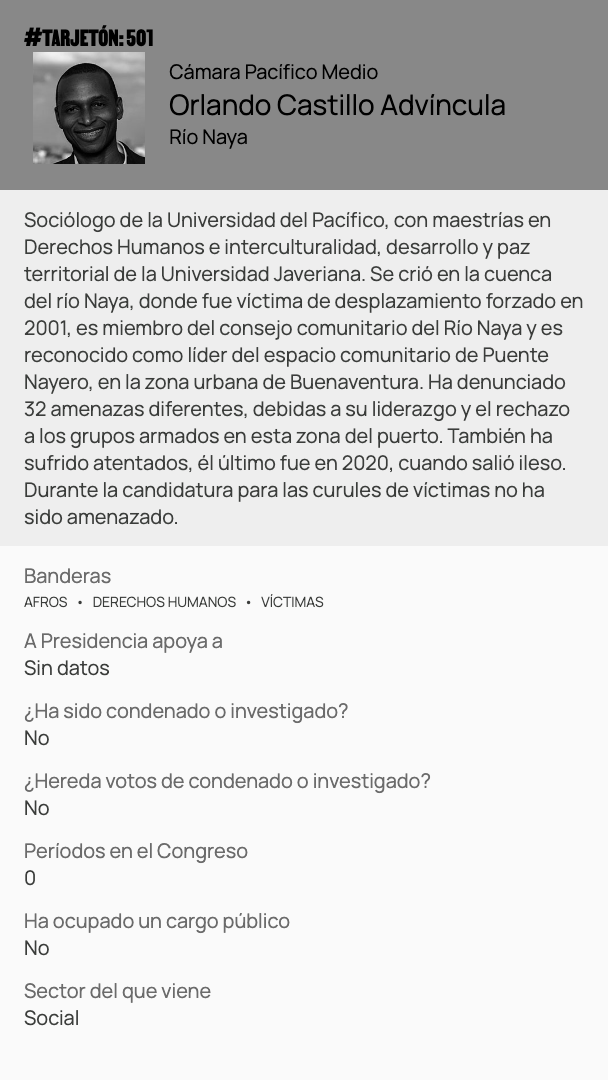 #TARJETÓN: 501
Cámara Pacífico Medio
Orlando Castillo Advíncula
Río Naya
Sociólogo de la Universidad del Pacífico, con maestrías en
Derechos Humanos e interculturalidad, desarrollo y paz
territorial de la Universidad Javeriana. Se crió en la cuenca
del río Naya, donde fue víctima de desplazamiento forzado en
2001, es miembro del consejo comunitario del Río Naya y es
reconocido como líder del espacio comunitario de Puente
Nayero, en la zona urbana de Buenaventura. Ha denunciado
32 amenazas diferentes, debidas a su liderazgo y el rechazo
a los grupos armados en esta zona del puerto. También ha
sufrido atentados, él último fue en 2020, cuando salió ileso.
Durante la candidatura para las curules de víctimas no ha
sido amenazado.
Banderas
AFROS • DERECHOS HUMANOS • VÍCTIMAS
A Presidencia apoya a
Sin datos
¿Ha sido condenado o investigado?
No
¿Hereda votos de condenado o investigado?
No
Períodos en el Congreso
0
Ha ocupado un cargo público
No
Sector del que viene
Social